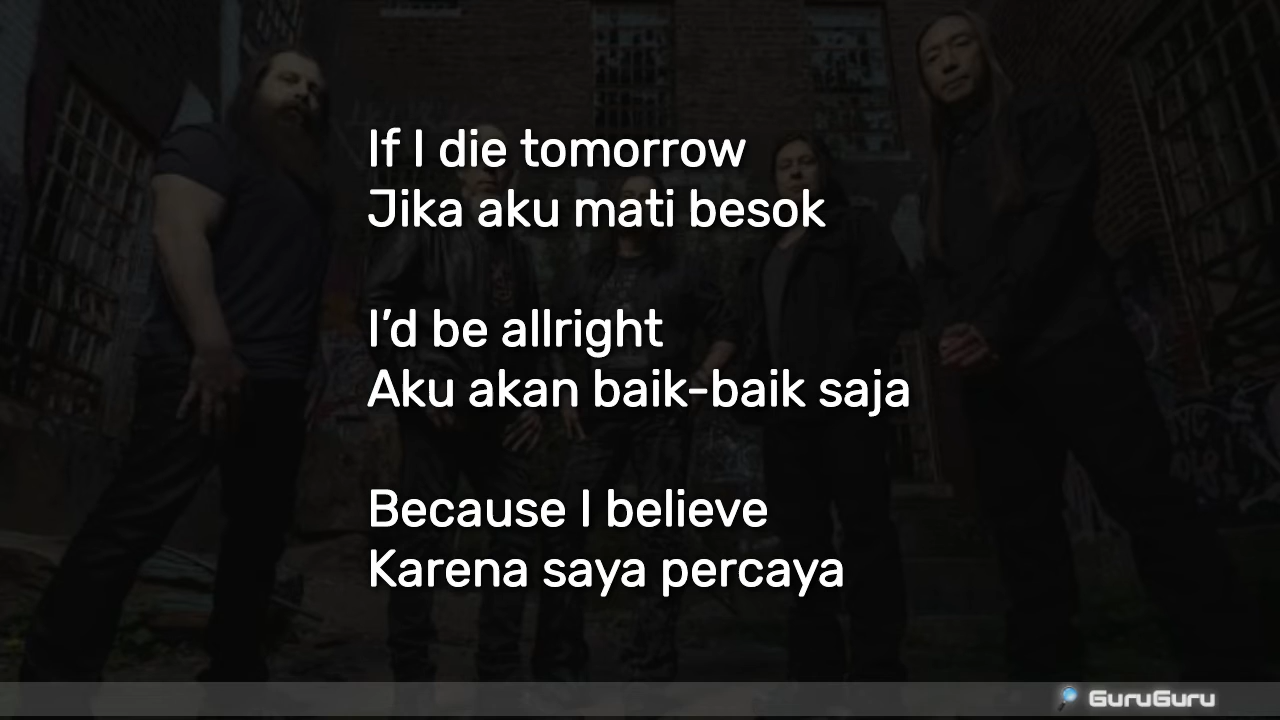 If I die tomorrow
Jika aku mati besok
I’d be allright
Aku akan baik-baik saja
Because I believe
Karena saya percaya
GuruGuru